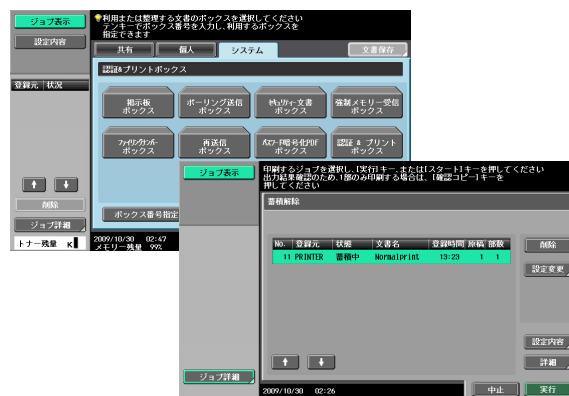 ジョブ表示
設定内容
登録元 状況
削除
ジョブ詳細
トナー残量 K
利用または整理する文書のボックスを選択してください
テンキーでボックス番号を入力し、利用するボックスを
指定できます
共有 個人 システム 文書保存
認証&プリントボックス
掲示板
ボックス
ポーリング送信
ボックス
セキュリティー文書
ボックス
強制メモリー受信
ボックス
ファイリングナンバー
ボックス
再送信
ボックス
パスワード暗号化PDF
ボックス
認証 & プリント
ボックス
ボックス番号指定
2009/10/30 02:47
メモリー残量 99%
ジョブ表示
ジョブ詳細
印刷するジョブを選択し、[実行]キー、または[スタート]キーを押してください
出力結果確認のため、1部のみ印刷する場合は、[確認コピー]キーを
押してください
蓄積解除
No. 登録元 状態 文書名 登録時間 原稿 部数
11 PRINTER 蓄積中 Normalprint 13:23 1 1
削除
設定変更
設定内容
詳細
2009/10/30 02:26
中止 実行